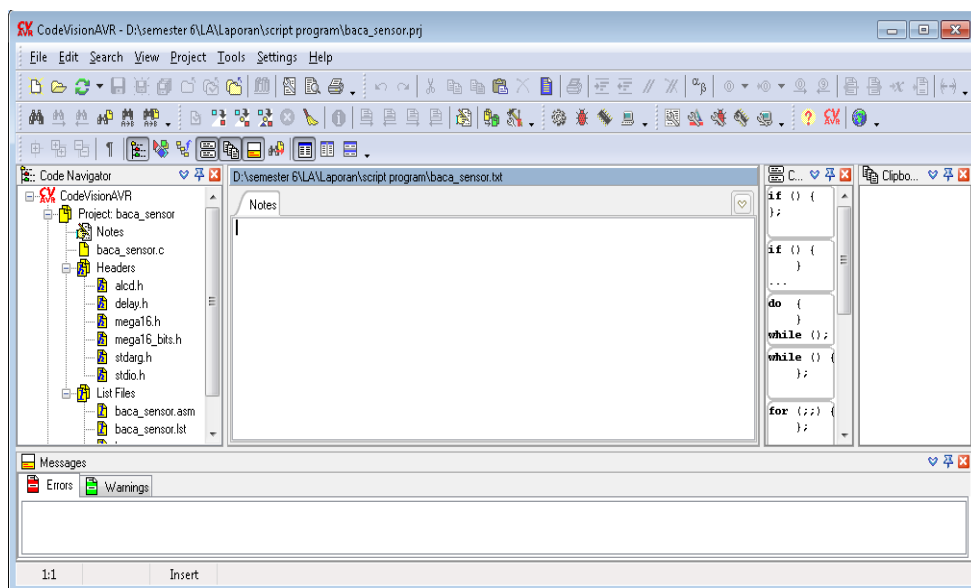 CodeVisionAVR - D:\semester 6\LA\Laporan\script program\baca_sensor.prj
File Edit Search View Project Tools Settings Help
Code Navigator
CodeVisionAVR
Project: baca_sensor
Notes
baca_sensor.c
Headers
alcd.h
delay.h
mega16.h
mega16_bits.h
stdarg.h
stdio.h
List Files
baca_sensor.asm
baca_sensor.lst
D:\semester 6\LA\Laporan\script program\baca_sensor.txt
Notes
C...
if () {
};
if () {
}
...
do {
}
while ();
while () {
};
for (;;) {
};
Clipbo...
Messages
Errors Warnings
1:1 Insert